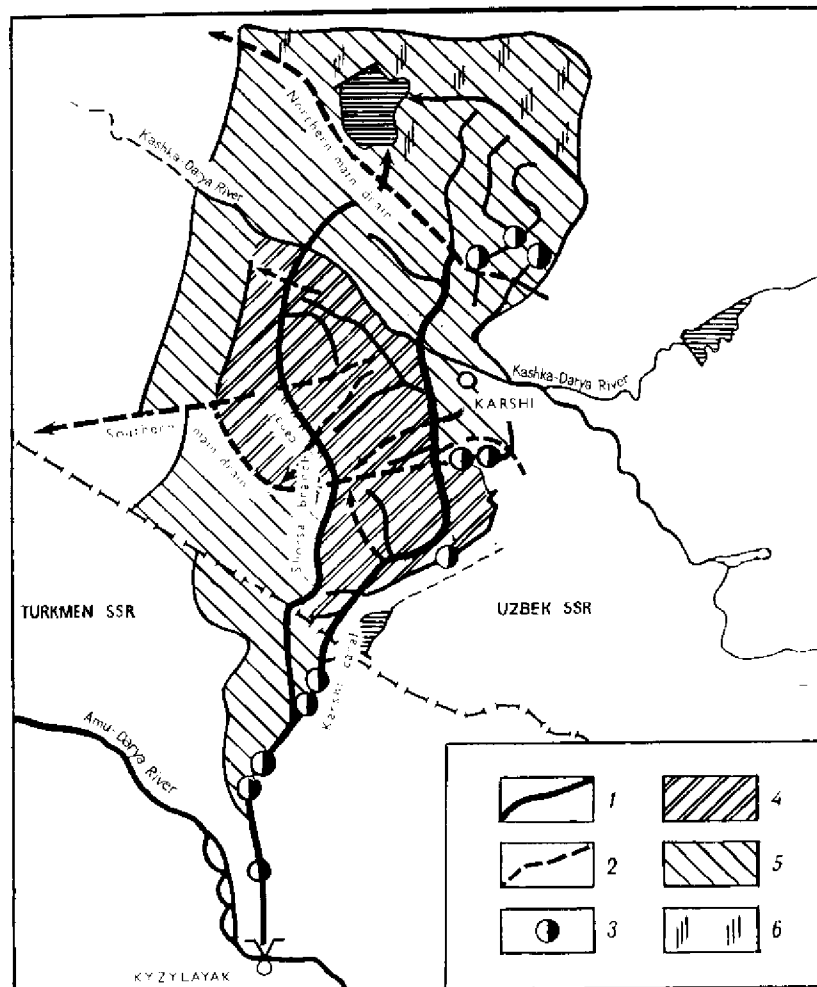 Northern main drain
Kashka-Darya River
Kashka-Darya River
KARSHI
Southern main drain
Shorsa branch canal
TURKMEN SSR
UZBEK SSR
Karshi canal
Amu-Darya River
KYZYLAYAK
1
2
3
4
5
6